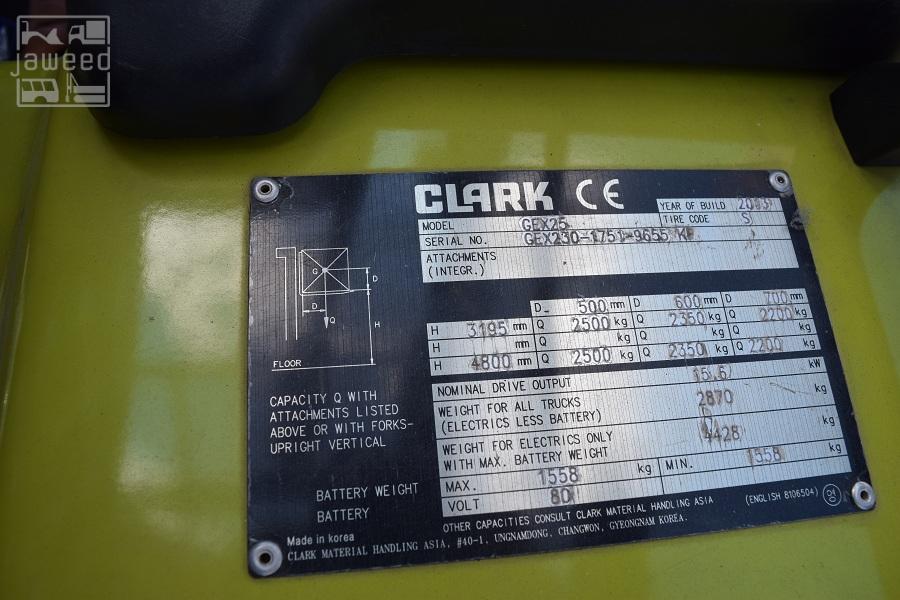 jaweed
CLARK CE
YEAR OF BUILD 2013
MODEL GEX25 TIRE CODE S
SERIAL NO. GEX230-1751-9655 KF
ATTACHMENTS
(INTEGR.)
D 500 mm D 600 mm D 700 mm
H 3195 mm Q 2500 kg Q 2350 kg Q 2200 kg
H mm Q kg Q kg Q kg
H 4800 mm Q 2500 kg Q 2350 kg Q 2200 kg
G
D
D
Q
H
FLOOR
CAPACITY Q WITH
ATTACHMENTS LISTED
ABOVE OR WITH FORKS-
UPRIGHT VERTICAL
NOMINAL DRIVE OUTPUT 15.6 kW
WEIGHT FOR ALL TRUCKS
(ELECTRICS LESS BATTERY) 2870 kg
WEIGHT FOR ELECTRICS ONLY
WITH MAX. BATTERY WEIGHT 4428 kg
BATTERY WEIGHT MAX. 1558 kg MIN. 1558 kg
BATTERY VOLT 80
OTHER CAPACITIES CONSULT CLARK MATERIAL HANDLING ASIA (ENGLISH 8106504)
Made in korea
CLARK MATERIAL HANDLING ASIA, #40-1, UNGNAMDONG, CHANGWON, GYEONGNAM KOREA.